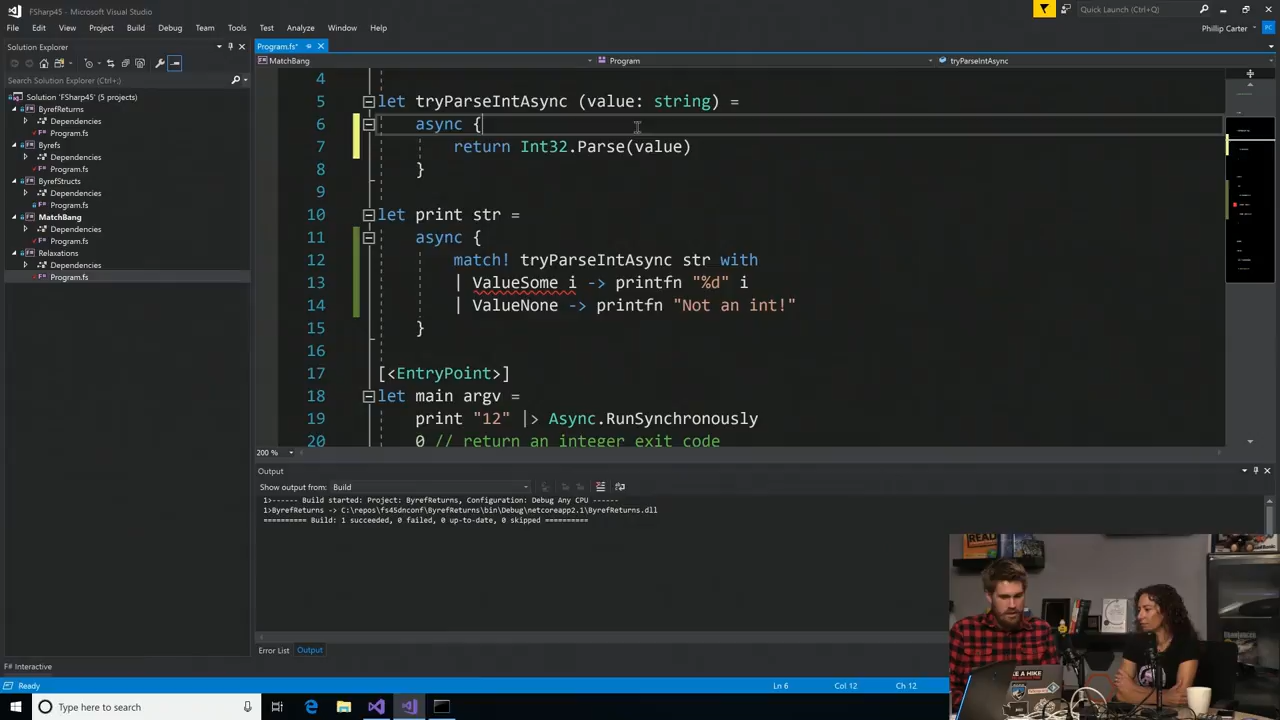 FSharp45 - Microsoft Visual Studio
Quick Launch (Ctrl+Q)
File Edit View Project Build Debug Team Tools Test Analyze Window Help
Phillip Carter
PC
Solution Explorer
Search Solution Explorer (Ctrl+;)
Solution 'FSharp45' (5 projects)
ByrefReturns
Dependencies
Program.fs
Byrefs
Dependencies
Program.fs
ByrefStructs
Dependencies
Program.fs
MatchBang
Dependencies
Program.fs
Relaxations
Dependencies
Program.fs
Program.fs*
MatchBang Program tryParseIntAsync
4
5 let tryParseIntAsync (value: string) =
6 async {
7 return Int32.Parse(value)
8 }
9
10 let print str =
11 async {
12 match! tryParseIntAsync str with
13 | ValueSome i -> printfn "%d" i
14 | ValueNone -> printfn "Not an int!"
15 }
16
17 [<EntryPoint>]
18 let main argv =
19 print "12" |> Async.RunSynchronously
20 0 // return an integer exit code
200 %
Output
Show output from: Build
1>------ Build started: Project: ByrefReturns, Configuration: Debug Any CPU ------
1>ByrefReturns -> C:\repos\fs45dnconf\ByrefReturns\bin\Debug\netcoreapp2.1\ByrefReturns.dll
========== Build: 1 succeeded, 0 failed, 0 up-to-date, 0 skipped ==========
Error List Output
F# Interactive
Ready Ln 6 Col 12 Ch 12
Type here to search
READ
TAKE A HIKE